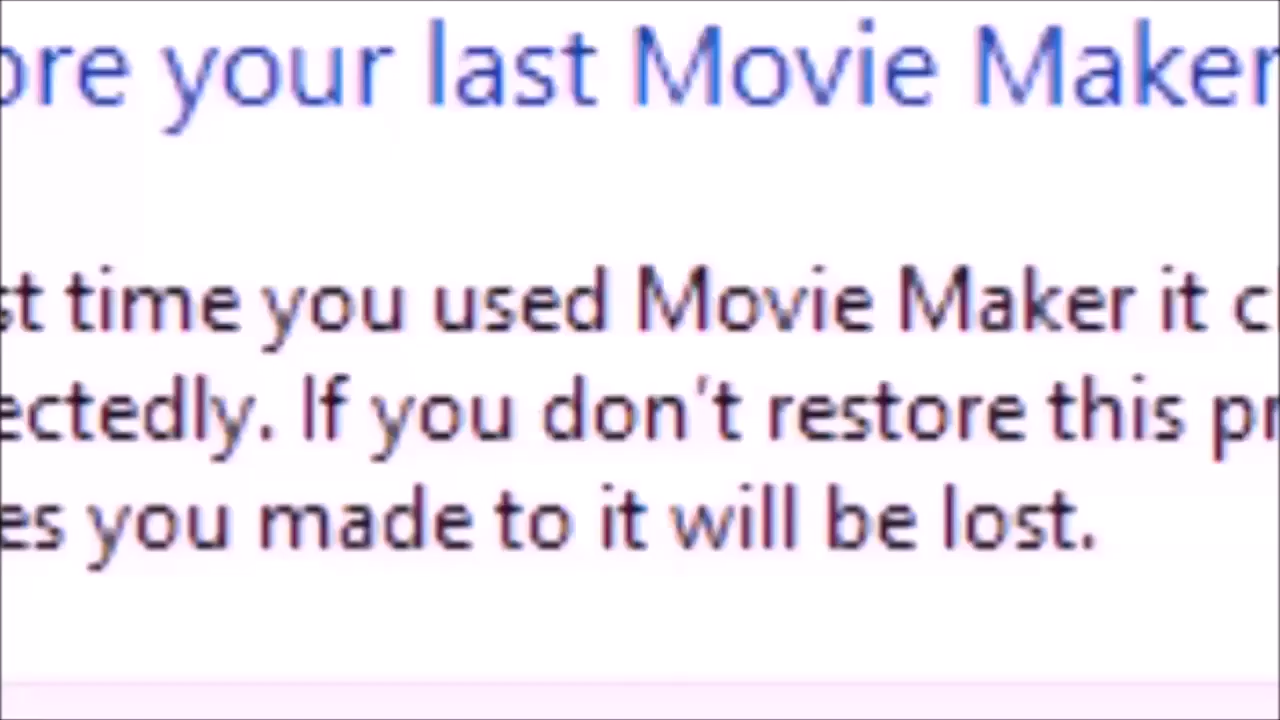 ore your last Movie Maker
st time you used Movie Maker it c
ectedly. If you don't restore this pr
es you made to it will be lost.